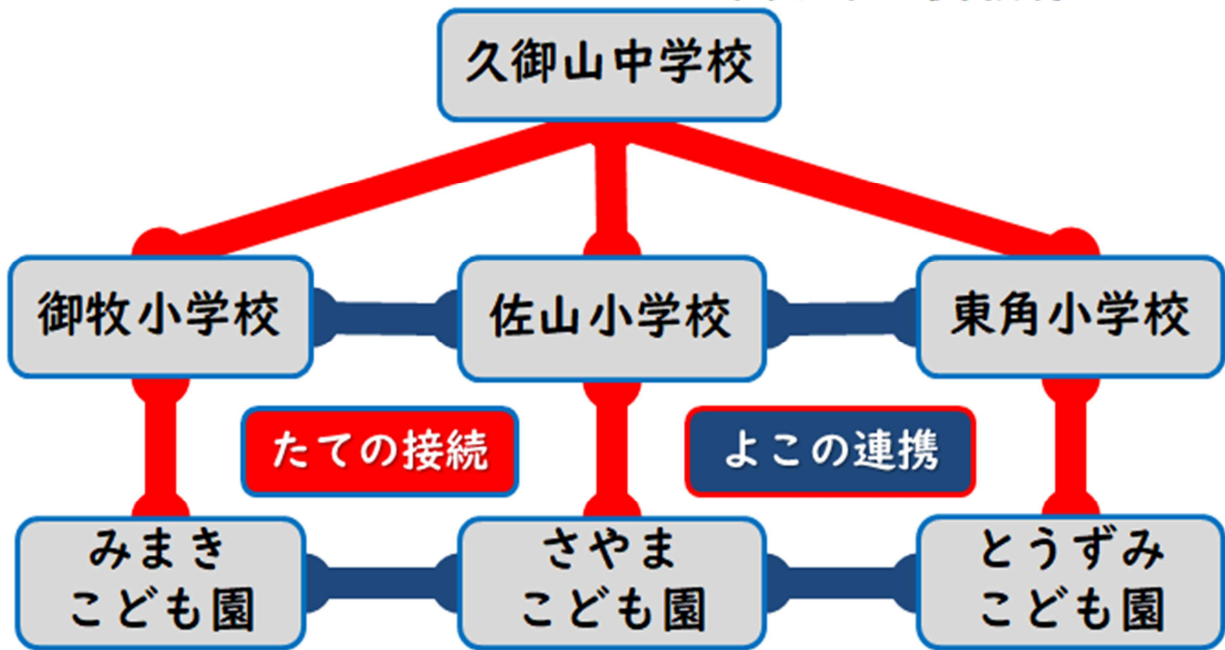 久御山中学校
御牧小学校
佐山小学校
東角小学校
たての接続
よこの連携
みまき
こども園
さやま
こども園
とうずみ
こども園